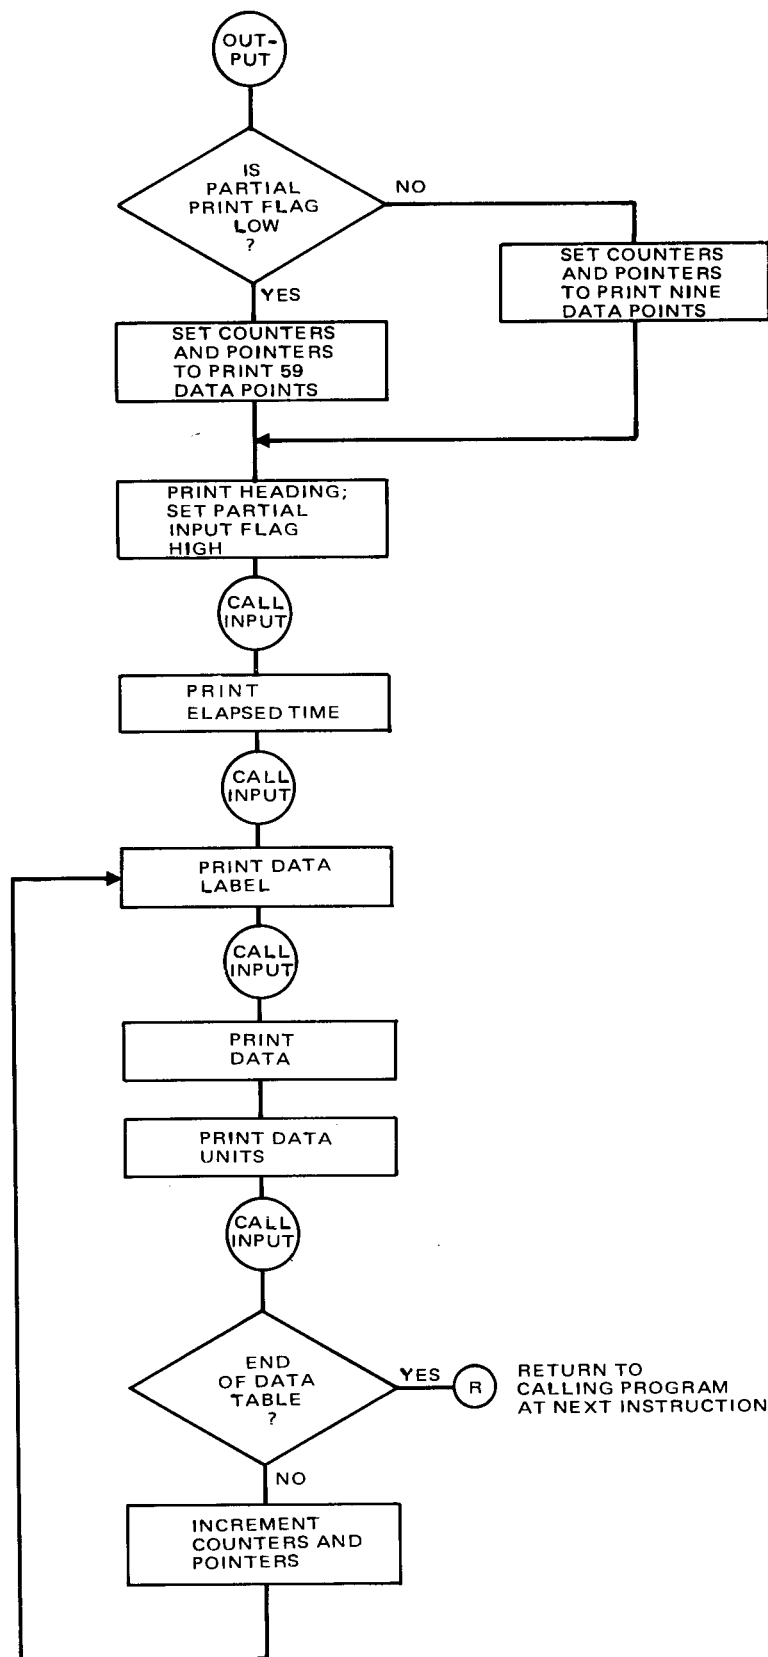 OUT-
PUT
IS
PARTIAL
PRINT FLAG
LOW
?
NO
YES
SET COUNTERS
AND POINTERS
TO PRINT NINE
DATA POINTS
SET COUNTERS
AND POINTERS
TO PRINT 59
DATA POINTS
PRINT HEADING;
SET PARTIAL
INPUT FLAG
HIGH
CALL
INPUT
PRINT
ELAPSED TIME
CALL
INPUT
PRINT DATA
LABEL
CALL
INPUT
PRINT
DATA
PRINT DATA
UNITS
CALL
INPUT
END
OF DATA
TABLE
?
YES
R
RETURN TO
CALLING PROGRAM
AT NEXT INSTRUCTION
NO
INCREMENT
COUNTERS AND
POINTERS